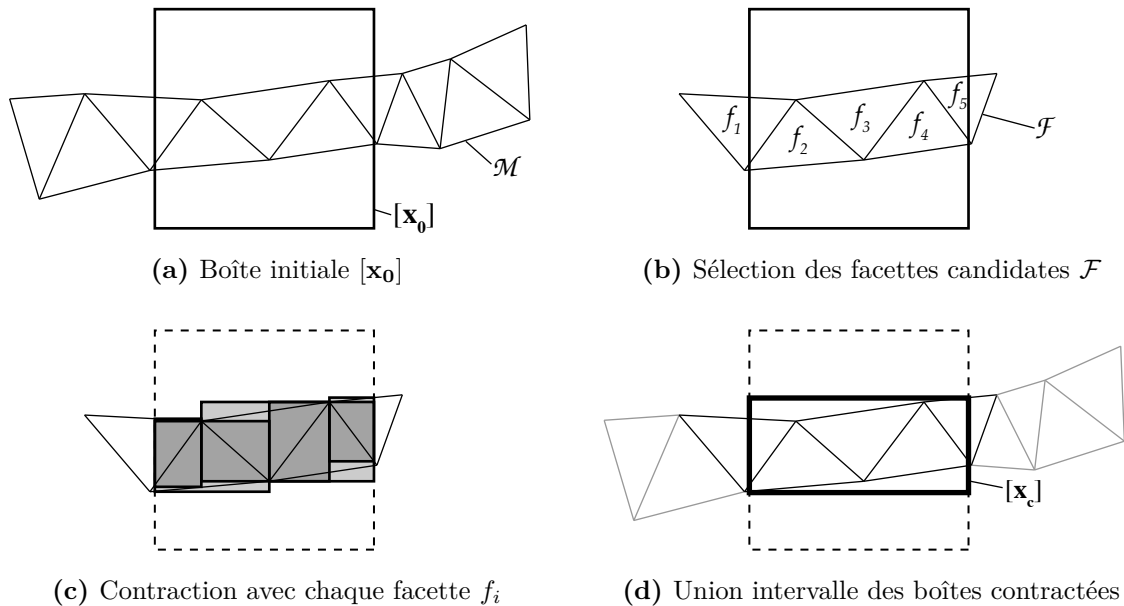 ℳ
[x₀]
(a) Boîte initiale [x₀]
f₁
f₂
f₃
f₄
f₅
ℱ
(b) Sélection des facettes candidates ℱ
(c) Contraction avec chaque facette fᵢ
[x_c]
(d) Union intervalle des boîtes contractées